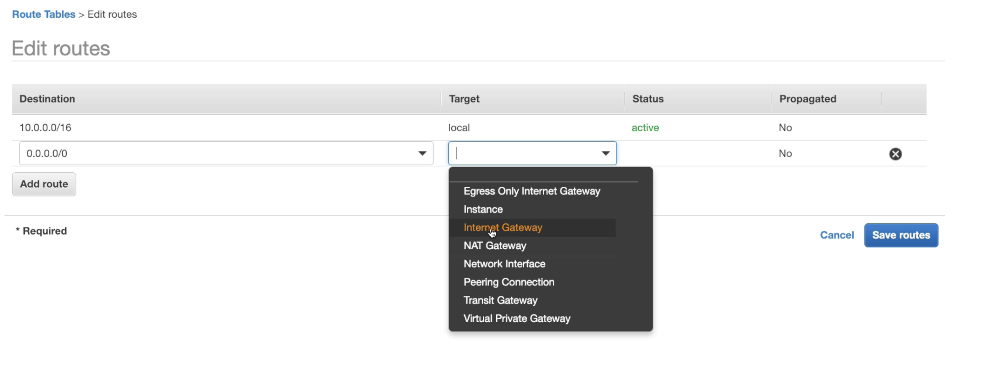 Route Tables > Edit routes
Edit routes
Destination Target Status Propagated
10.0.0.0/16 local active No
0.0.0.0/0 No
Add route
Egress Only Internet Gateway
Instance
Internet Gateway
NAT Gateway
Network Interface
Peering Connection
Transit Gateway
Virtual Private Gateway
* Required
Cancel Save routes